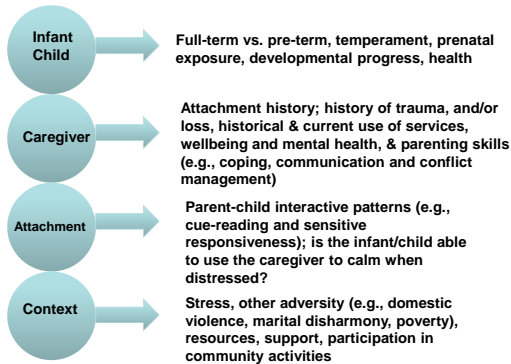 Infant
Child
Full-term vs. pre-term, temperament, prenatal
exposure, developmental progress, health
Caregiver
Attachment history; history of trauma, and/or
loss, historical & current use of services,
wellbeing and mental health, & parenting skills
(e.g., coping, communication and conflict
management)
Attachment
Parent-child interactive patterns (e.g.,
cue-reading and sensitive
responsiveness); is the infant/child able
to use the caregiver to calm when
distressed?
Context
Stress, other adversity (e.g., domestic
violence, marital disharmony, poverty),
resources, support, participation in
community activities